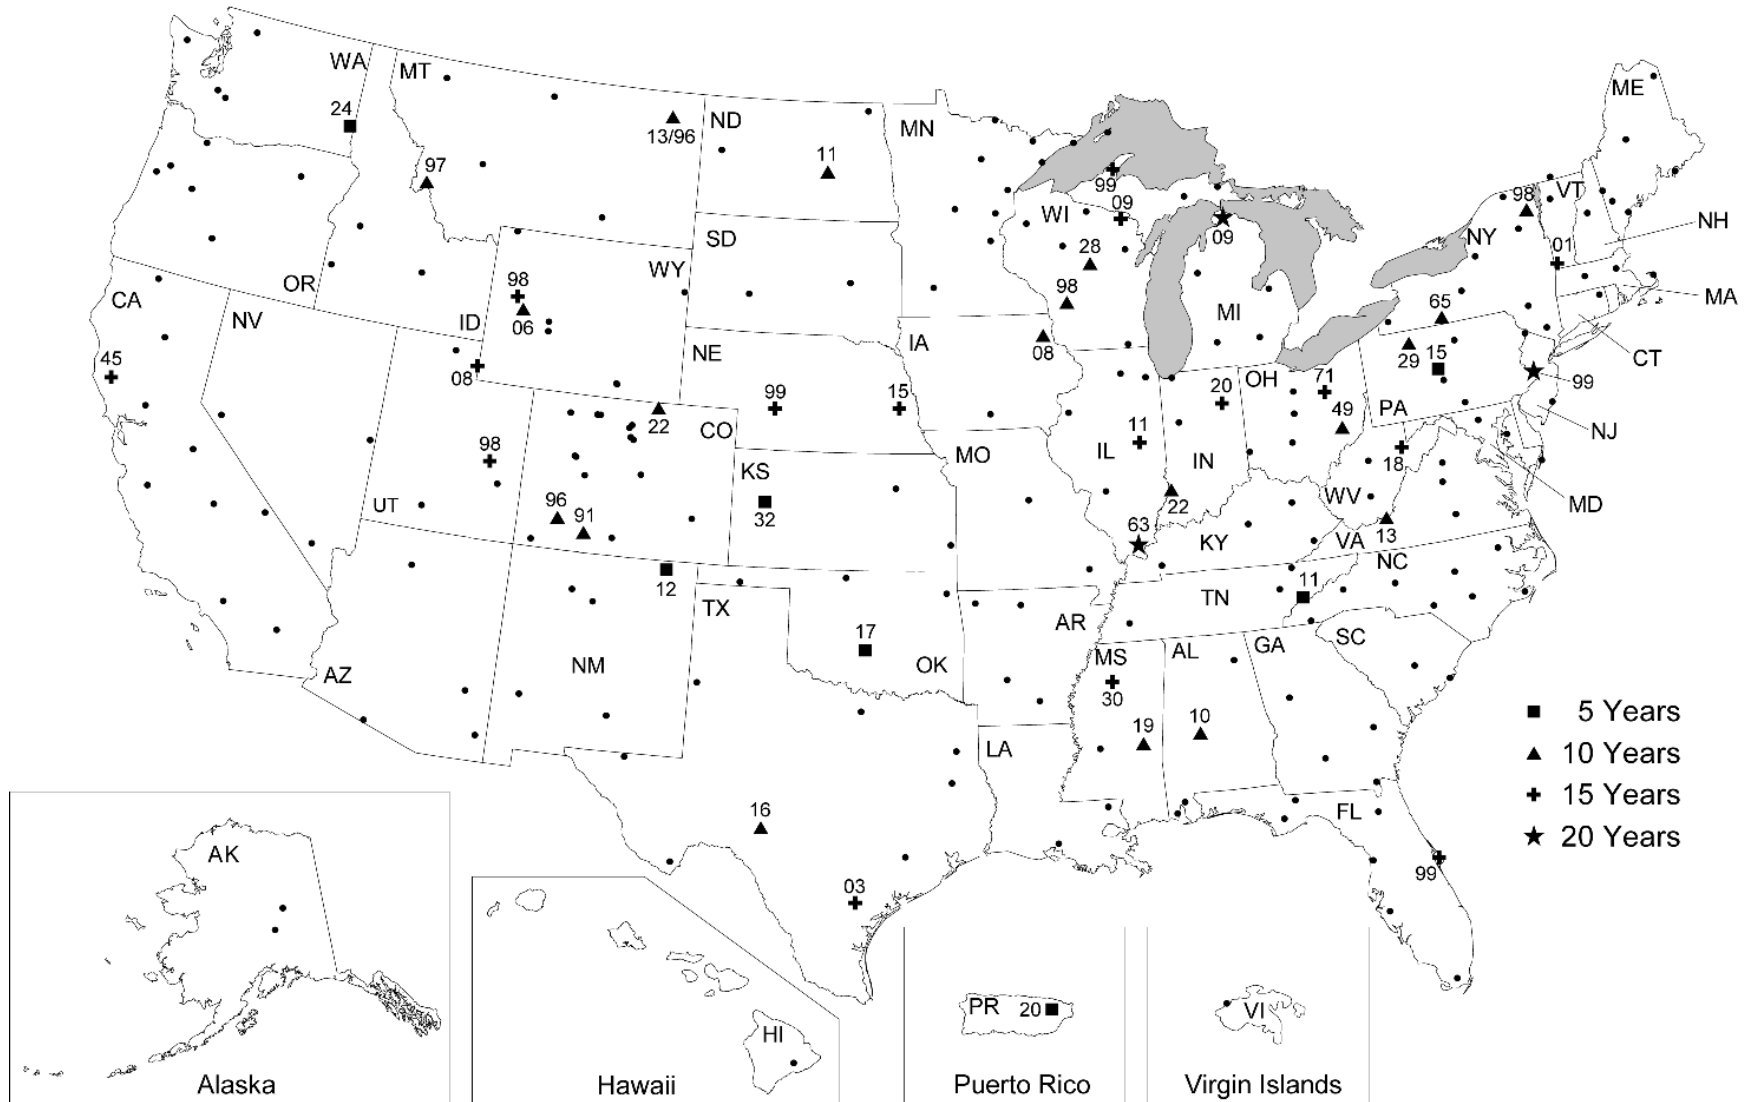 WA
MT
ME
24
13/96
ND
MN
97
11
99
VT
98
09
WI
NH
SD
09
NY
01
WY
28
OR
98
CA
98
MA
65
NV
ID
06
MI
IA
08
29
15
CT
NE
45
08
99
15
20
OH
71
99
PA
49
NJ
22
CO
11
98
MO
IL
IN
18
KS
WV
MD
UT
96
32
22
91
63
KY
VA
13
NC
12
11
TX
TN
AR
17
SC
MS
AL
GA
NM
OK
AZ
30
5 Years
19
10
LA
10 Years
15 Years
16
FL
20 Years
AK
99
03
PR
20
VI
HI
Alaska
Hawaii
Puerto Rico
Virgin Islands